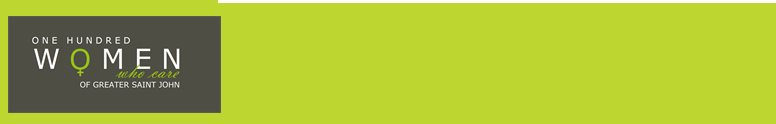 ONE HUNDRED
WOMEN
who care
OF GREATER SAINT JOHN